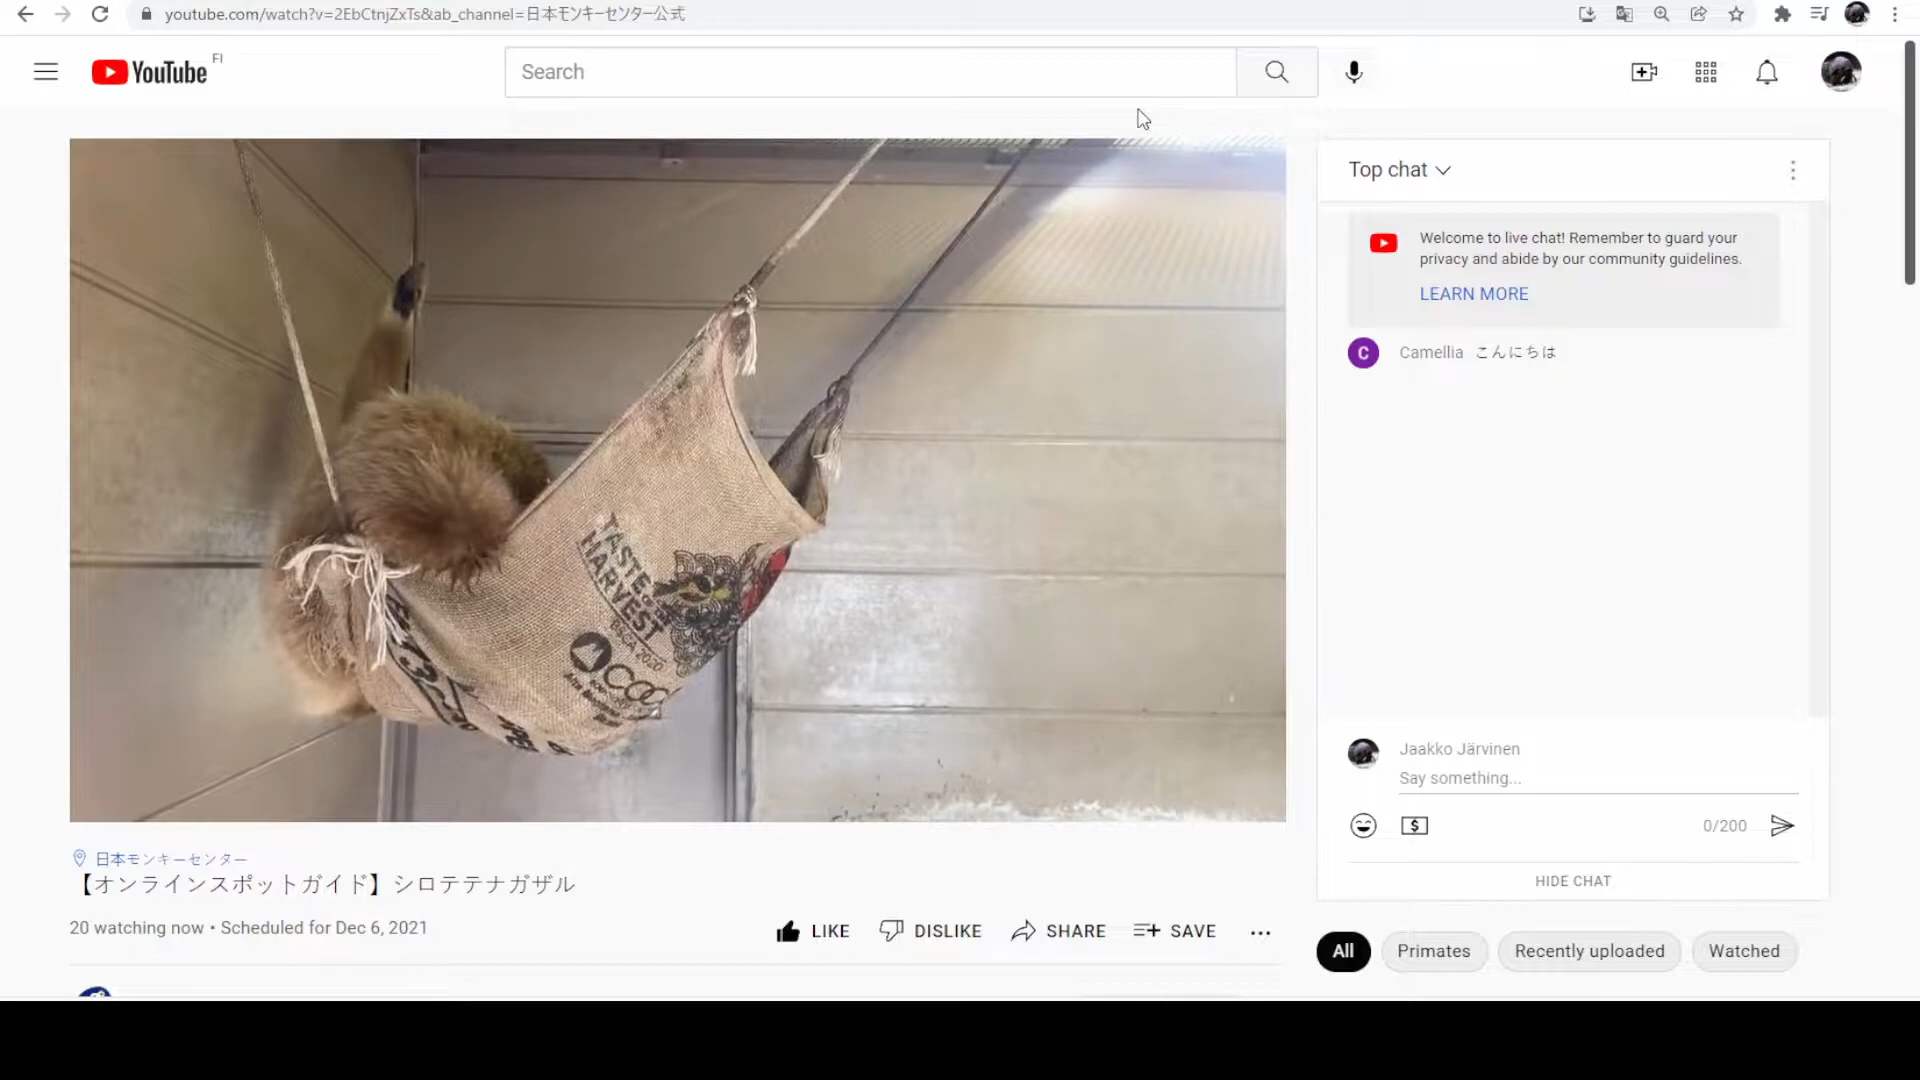 youtube.com/watch?v=2EbCtnjZxTs&ab_channel=日本モンキーセンター公式
YouTube FI
Search
Top chat
Welcome to live chat! Remember to guard your
privacy and abide by our community guidelines.
LEARN MORE
C Camellia こんにちは
TASTE OF THE
HARVEST
PSCA 2020
Jaakko Järvinen
Say something...
0/200
HIDE CHAT
日本モンキーセンター
【オンラインスポットガイド】シロテテナガザル
20 watching now • Scheduled for Dec 6, 2021
LIKE DISLIKE SHARE SAVE
All Primates Recently uploaded Watched